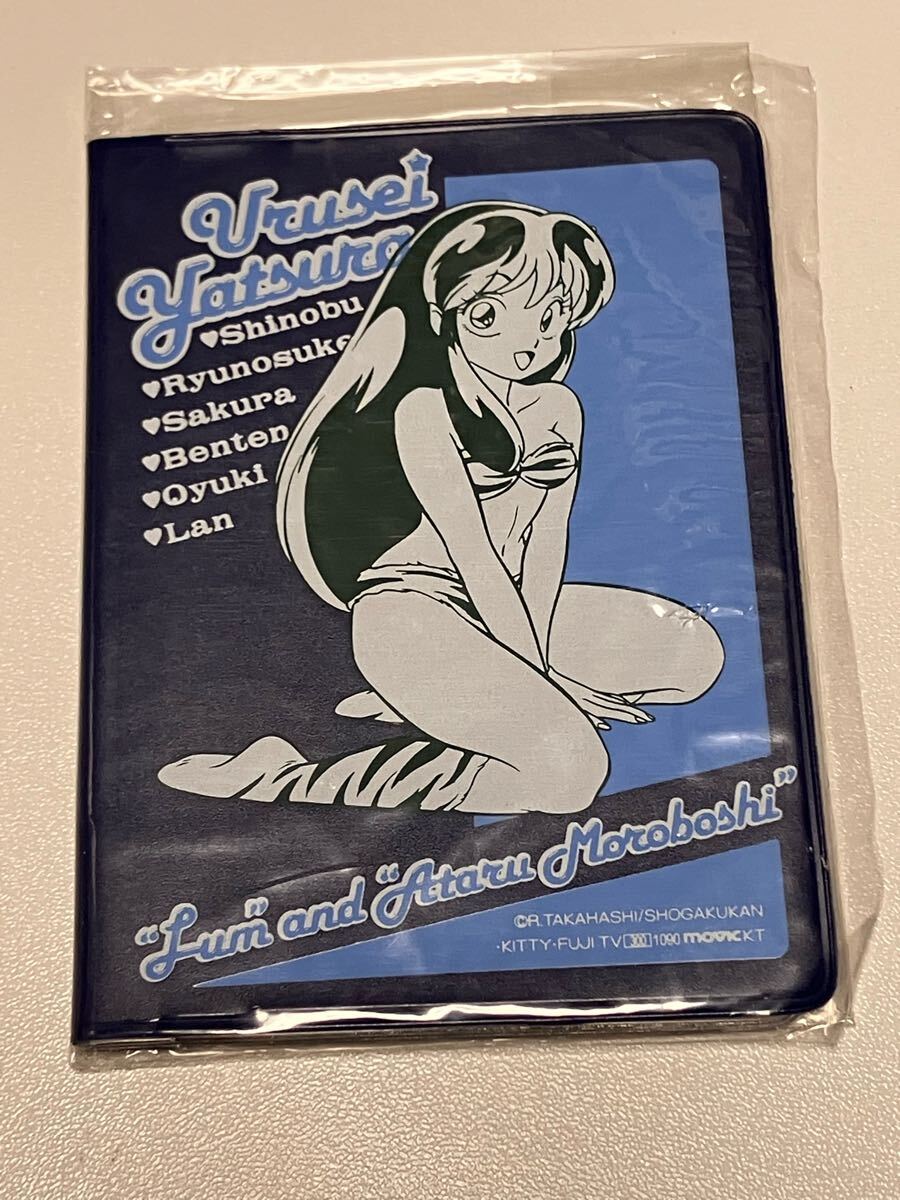 Urusei
Yatsura
♥Shinobu
♥Ryunosuke
♥Sakura
♥Benten
♥Oyuki
♥Lan
"Lum" and "Ataru Moroboshi"
©R.TAKAHASHI/SHOGAKUKAN
·KITTY·FUJI TV 300 1090 movic KT